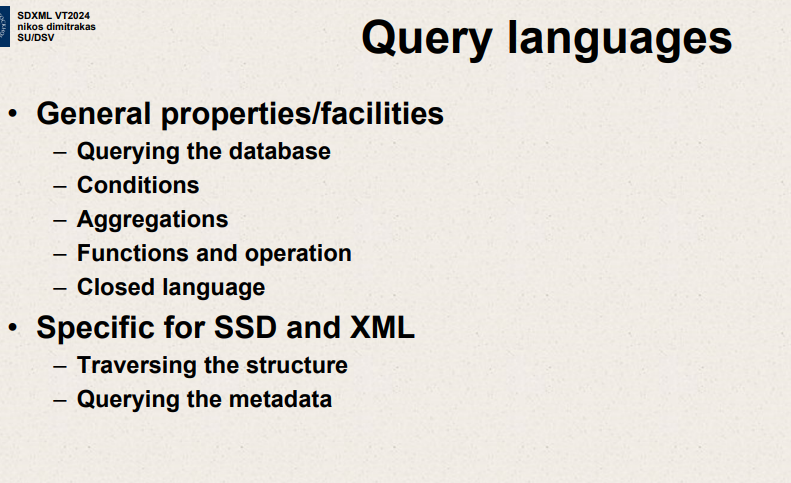 SDXML VT2024
nikos dimitrakas
SU/DSV
Query languages
• General properties/facilities
– Querying the database
– Conditions
– Aggregations
– Functions and operation
– Closed language
• Specific for SSD and XML
– Traversing the structure
– Querying the metadata